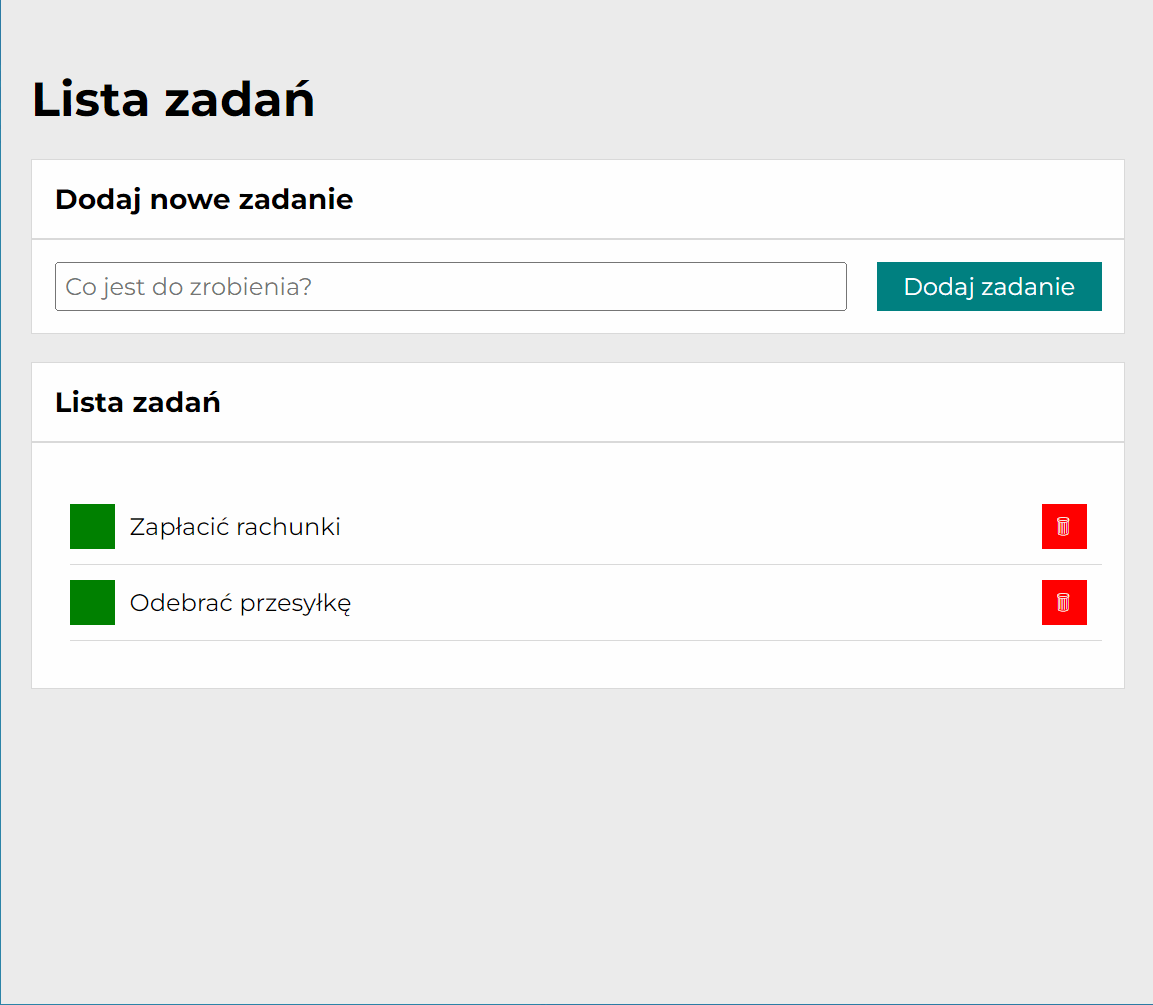 Lista zadań
Dodaj nowe zadanie
Co jest do zrobienia?
Dodaj zadanie
Lista zadań
Zapłacić rachunki
Odebrać przesyłkę